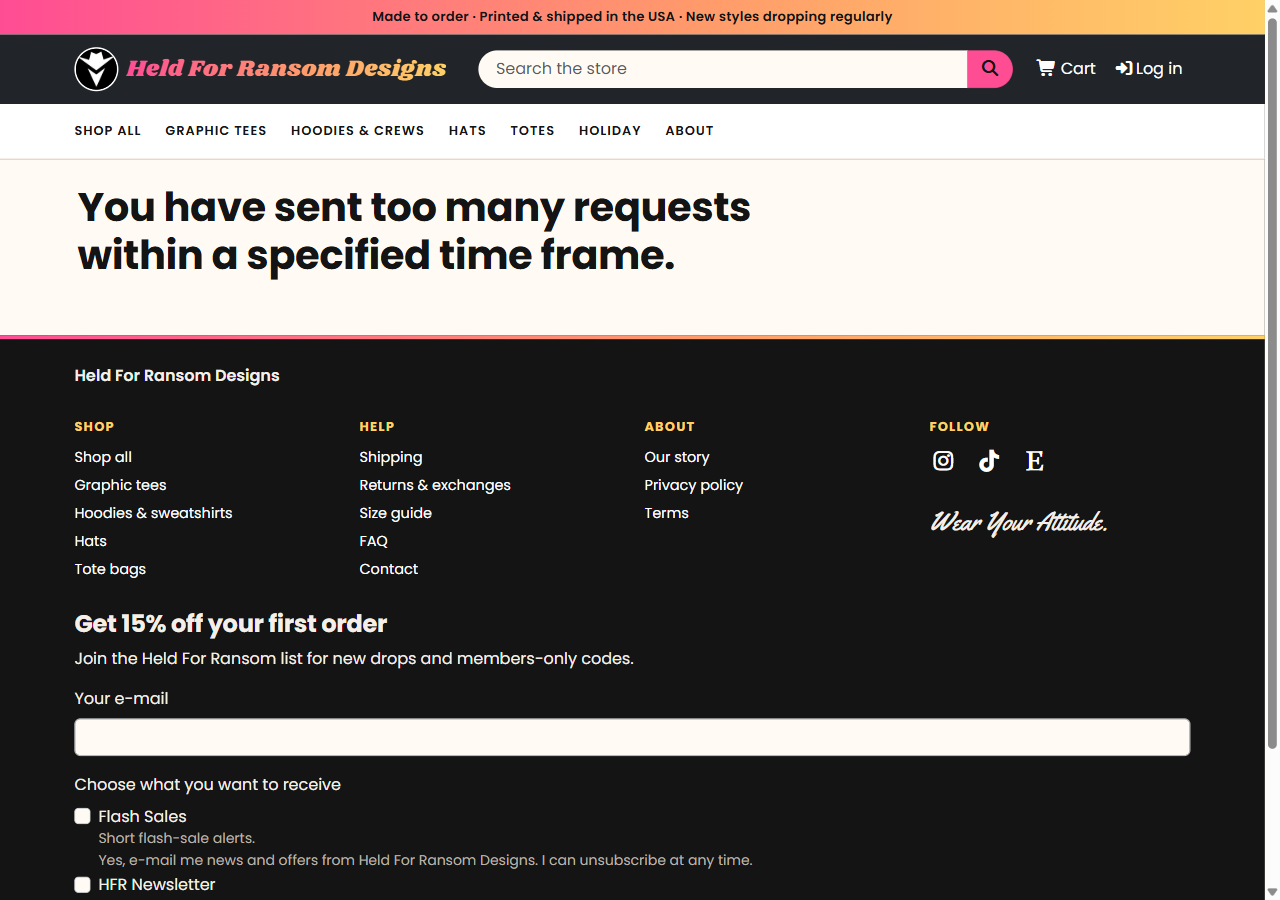 Made to order · Printed & shipped in the USA · New styles dropping regularly
Held For Ransom Designs
Search the store
Cart
Log in
SHOP ALL
GRAPHIC TEES
HOODIES & CREWS
HATS
TOTES
HOLIDAY
ABOUT
You have sent too many requests
within a specified time frame.
Held For Ransom Designs
SHOP
Shop all
Graphic tees
Hoodies & sweatshirts
Hats
Tote bags
HELP
Shipping
Returns & exchanges
Size guide
FAQ
Contact
ABOUT
Our story
Privacy policy
Terms
FOLLOW
E
Wear Your Attitude.
Get 15% off your first order
Join the Held For Ransom list for new drops and members-only codes.
Your e-mail
Choose what you want to receive
Flash Sales
Short flash-sale alerts.
Yes, e-mail me news and offers from Held For Ransom Designs. I can unsubscribe at any time.
HFR Newsletter